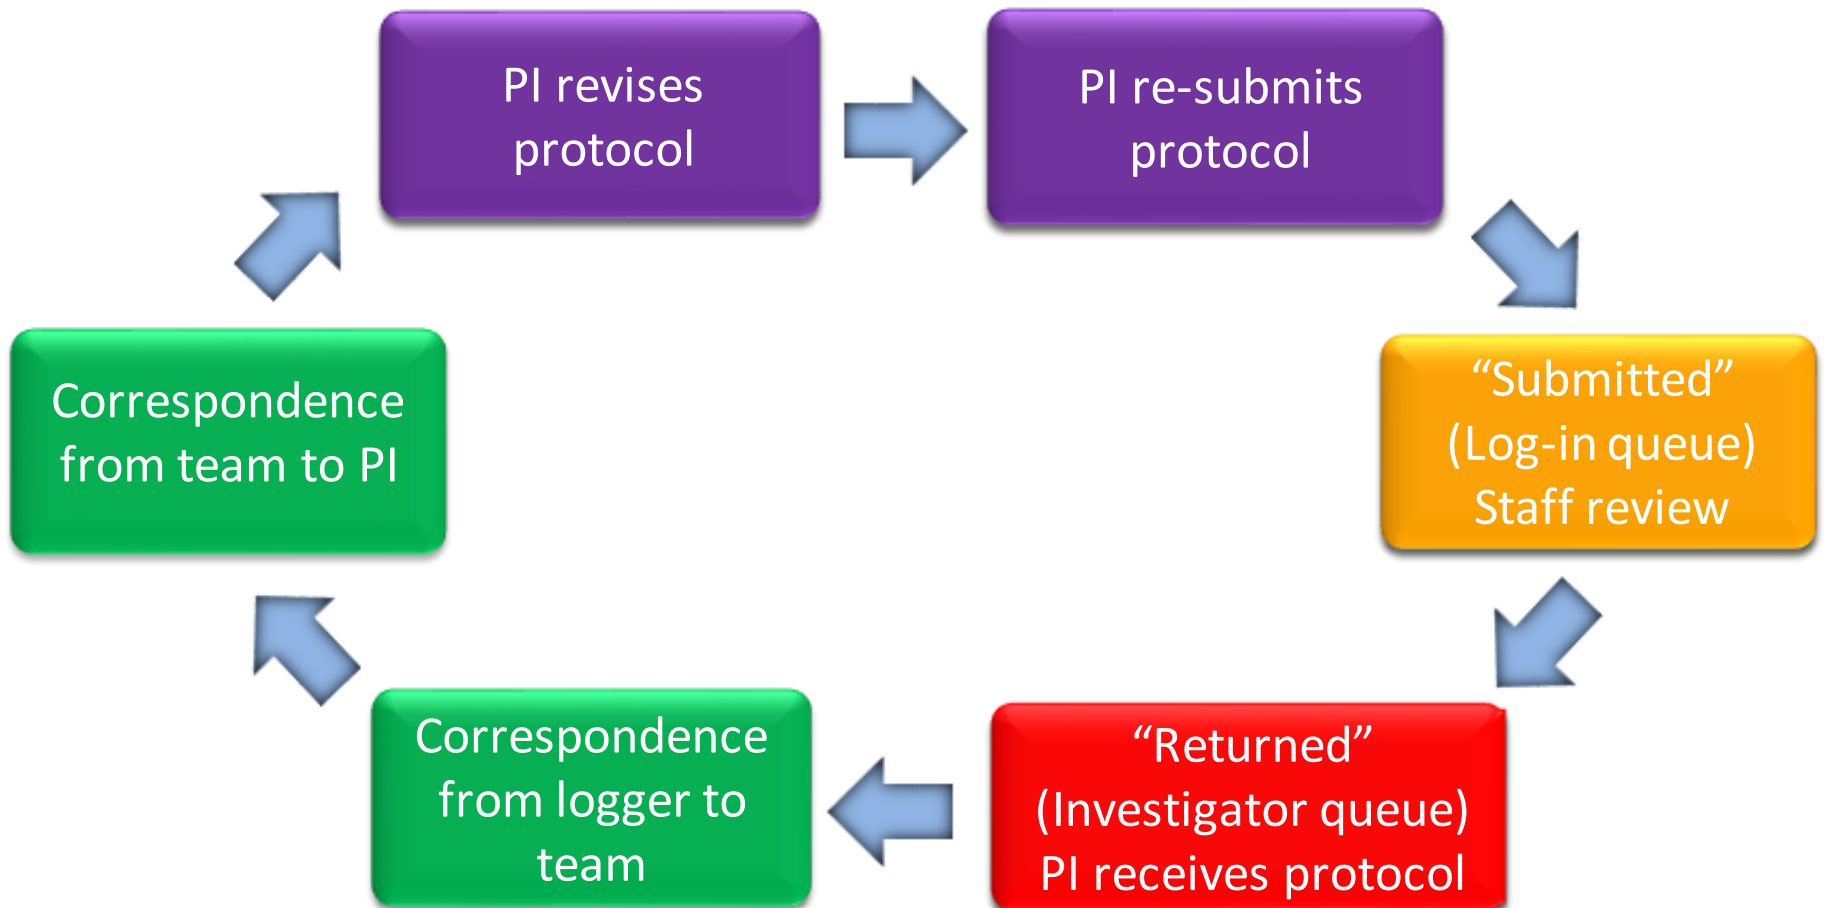 PI revises
protocol
PI re-submits
protocol
“Submitted”
(Log-in queue)
Staff review
“Returned”
(Investigator queue)
PI receives protocol
Correspondence
from logger to
team
Correspondence
from team to PI